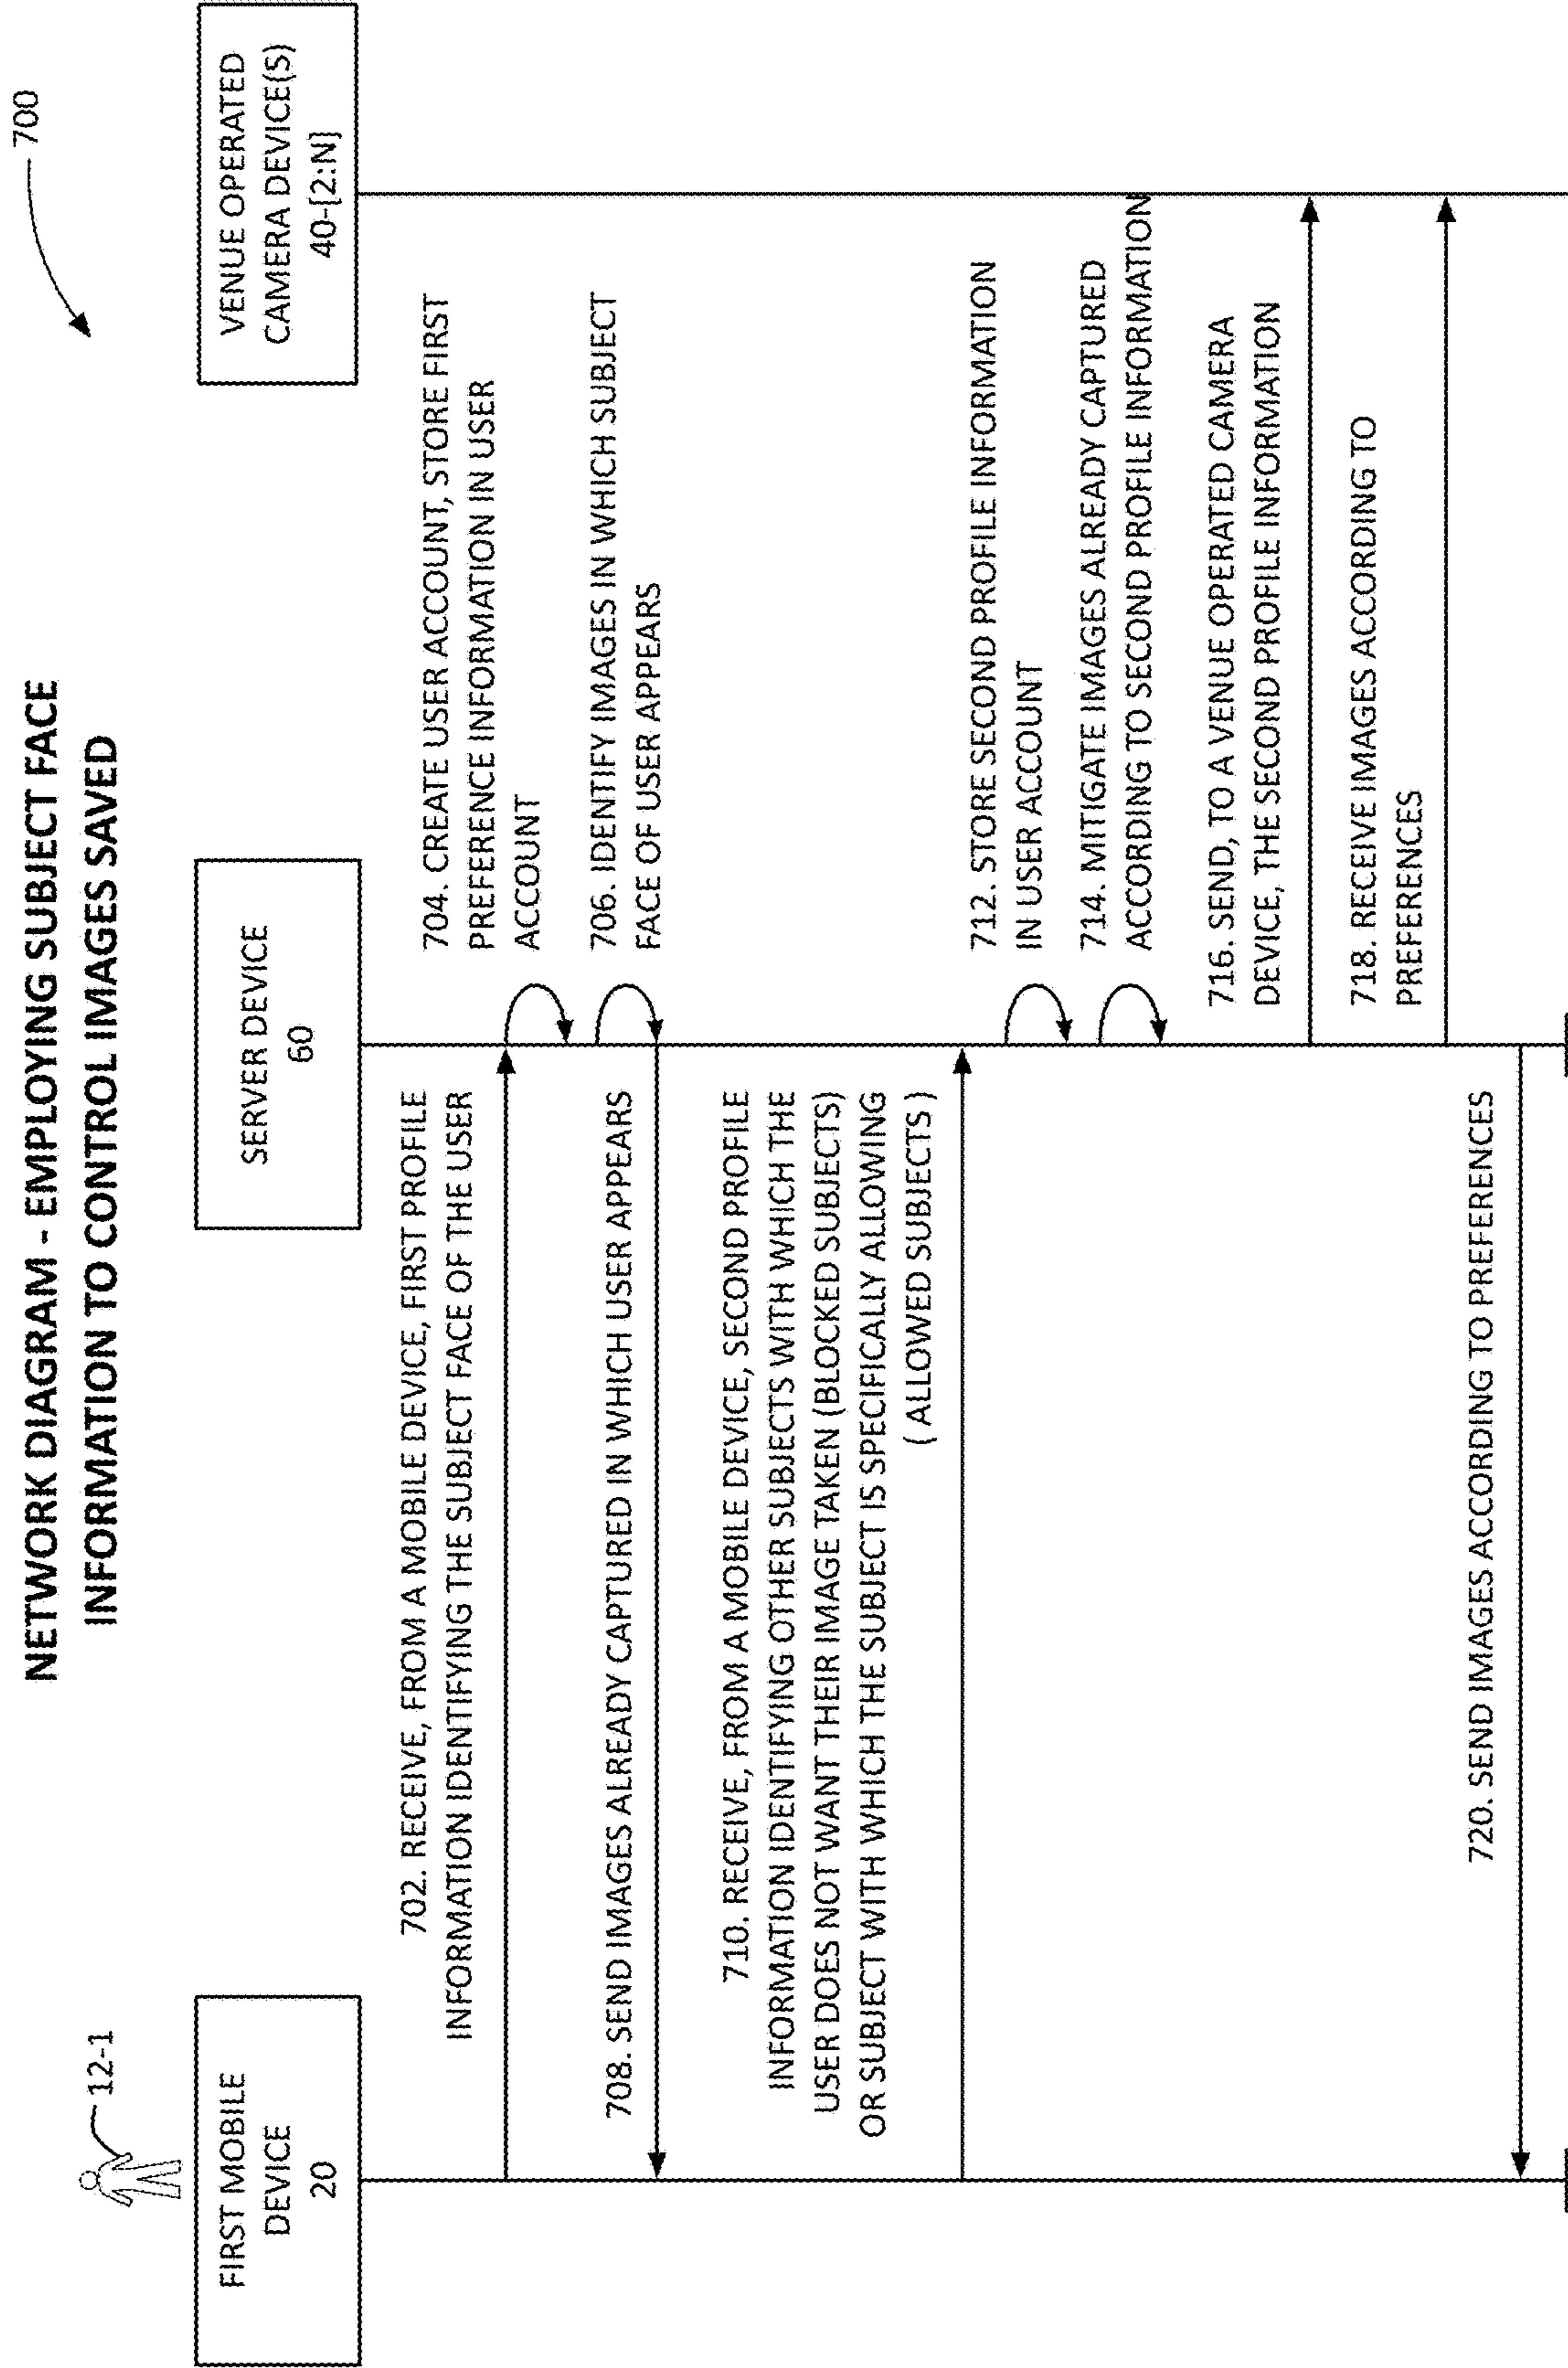 NETWORK DIAGRAM - EMPLOYING SUBJECT FACE
INFORMATION TO CONTROL IMAGES SAVED
700
12-1
FIRST MOBILE
DEVICE
20
SERVER DEVICE
60
VENUE OPERATED
CAMERA DEVICE(S)
40-[2:N]
702. RECEIVE, FROM A MOBILE DEVICE, FIRST PROFILE
INFORMATION IDENTIFYING THE SUBJECT FACE OF THE USER
704. CREATE USER ACCOUNT, STORE FIRST
PREFERENCE INFORMATION IN USER
ACCOUNT
706. IDENTIFY IMAGES IN WHICH SUBJECT
FACE OF USER APPEARS
708. SEND IMAGES ALREADY CAPTURED IN WHICH USER APPEARS
710. RECEIVE, FROM A MOBILE DEVICE, SECOND PROFILE
INFORMATION IDENTIFYING OTHER SUBJECTS WITH WHICH THE
USER DOES NOT WANT THEIR IMAGE TAKEN (BLOCKED SUBJECTS)
OR SUBJECT WITH WHICH THE SUBJECT IS SPECIFICALLY ALLOWING
( ALLOWED SUBJECTS )
712. STORE SECOND PROFILE INFORMATION
IN USER ACCOUNT
714. MITIGATE IMAGES ALREADY CAPTURED
ACCORDING TO SECOND PROFILE INFORMATION
716. SEND, TO A VENUE OPERATED CAMERA
DEVICE, THE SECOND PROFILE INFORMATION
718. RECEIVE IMAGES ACCORDING TO
PREFERENCES
720. SEND IMAGES ACCORDING TO PREFERENCES